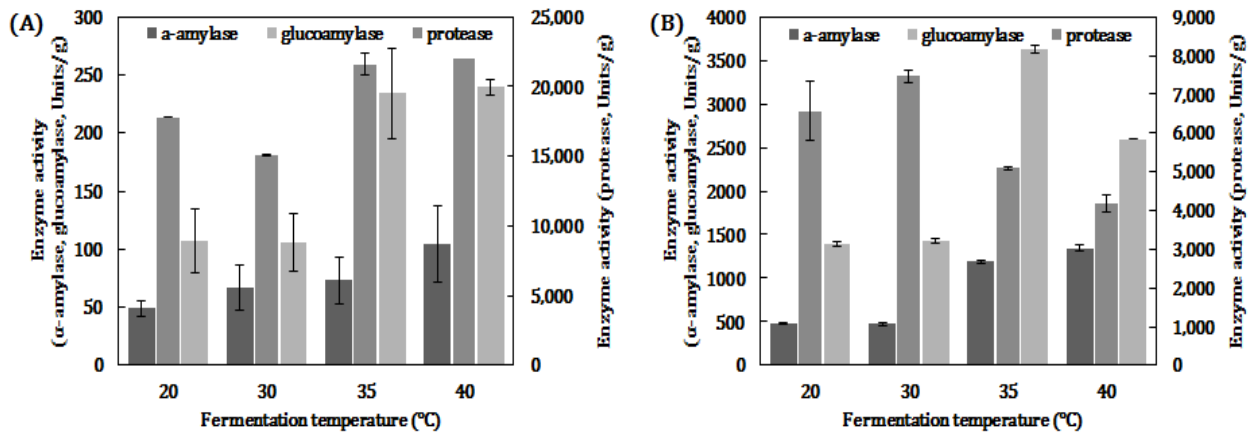 (A)
a-amylase glucoamylase protease
Enzyme activity
(α-amylase, glucoamylase, Units/g)
300
250
200
150
100
50
0
25,000
20,000
15,000
10,000
5,000
0
Enzyme activity (protease, Units/g)
20 30 35 40
Fermentation temperature (°C)
(B)
a-amylase glucoamylase protease
Enzyme activity
(α-amylase, glucoamylase, Units/g)
4000
3500
3000
2500
2000
1500
1000
500
0
9,000
8,000
7,000
6,000
5,000
4,000
3,000
2,000
1,000
0
Enzyme activity (protease, Units/g)
20 30 35 40
Fermentation temperature (°C)